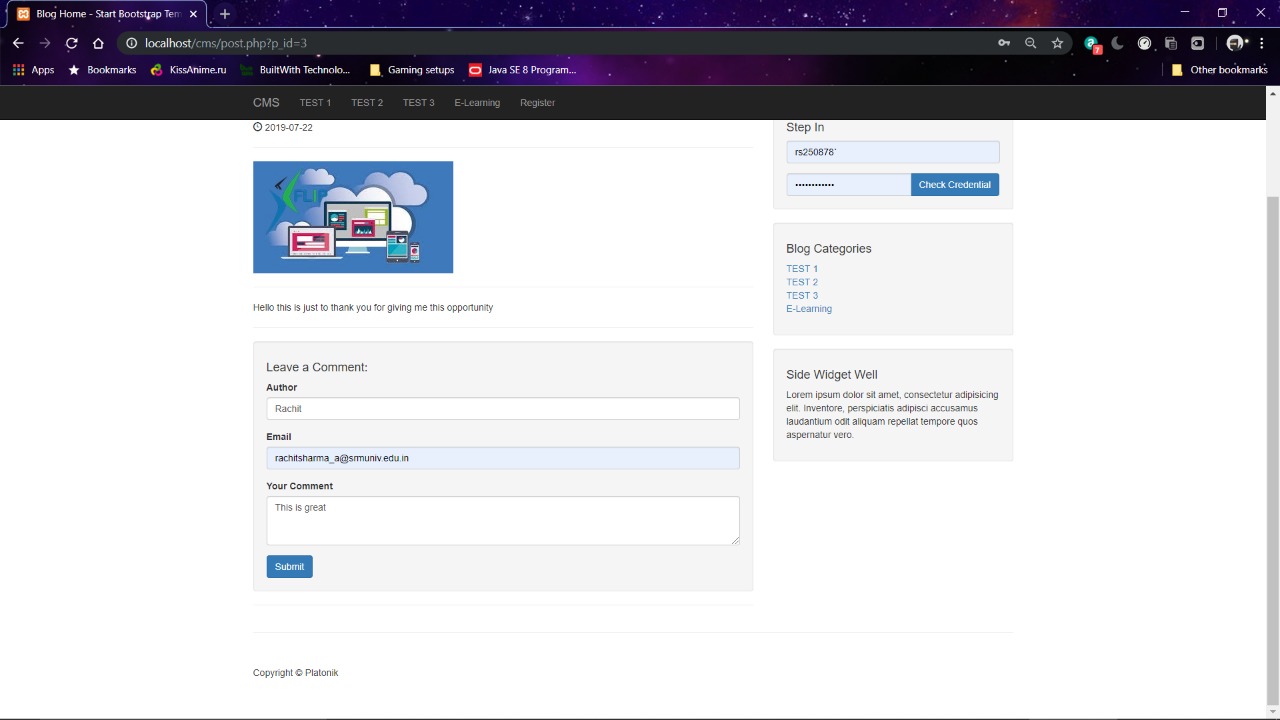 Blog Home - Start Bootstrap Tem
localhost/cms/post.php?p_id=3
7
Apps
Bookmarks
KissAnime.ru
BuiltWith Technolo...
Gaming setups
Java SE 8 Program...
Other bookmarks
CMS
TEST 1
TEST 2
TEST 3
E-Learning
Register
2019-07-22
FLIP
Hello this is just to thank you for giving me this opportunity
Leave a Comment:
Author
Rachit
Email
rachitsharma_a@srmuniv.edu.in
Your Comment
This is great
Submit
Step In
rs250878`
••••••••••••
Check Credential
Blog Categories
TEST 1
TEST 2
TEST 3
E-Learning
Side Widget Well
Lorem ipsum dolor sit amet, consectetur adipisicing
elit. Inventore, perspiciatis adipisci accusamus
laudantium odit aliquam repellat tempore quos
aspernatur vero.
Copyright © Platonik